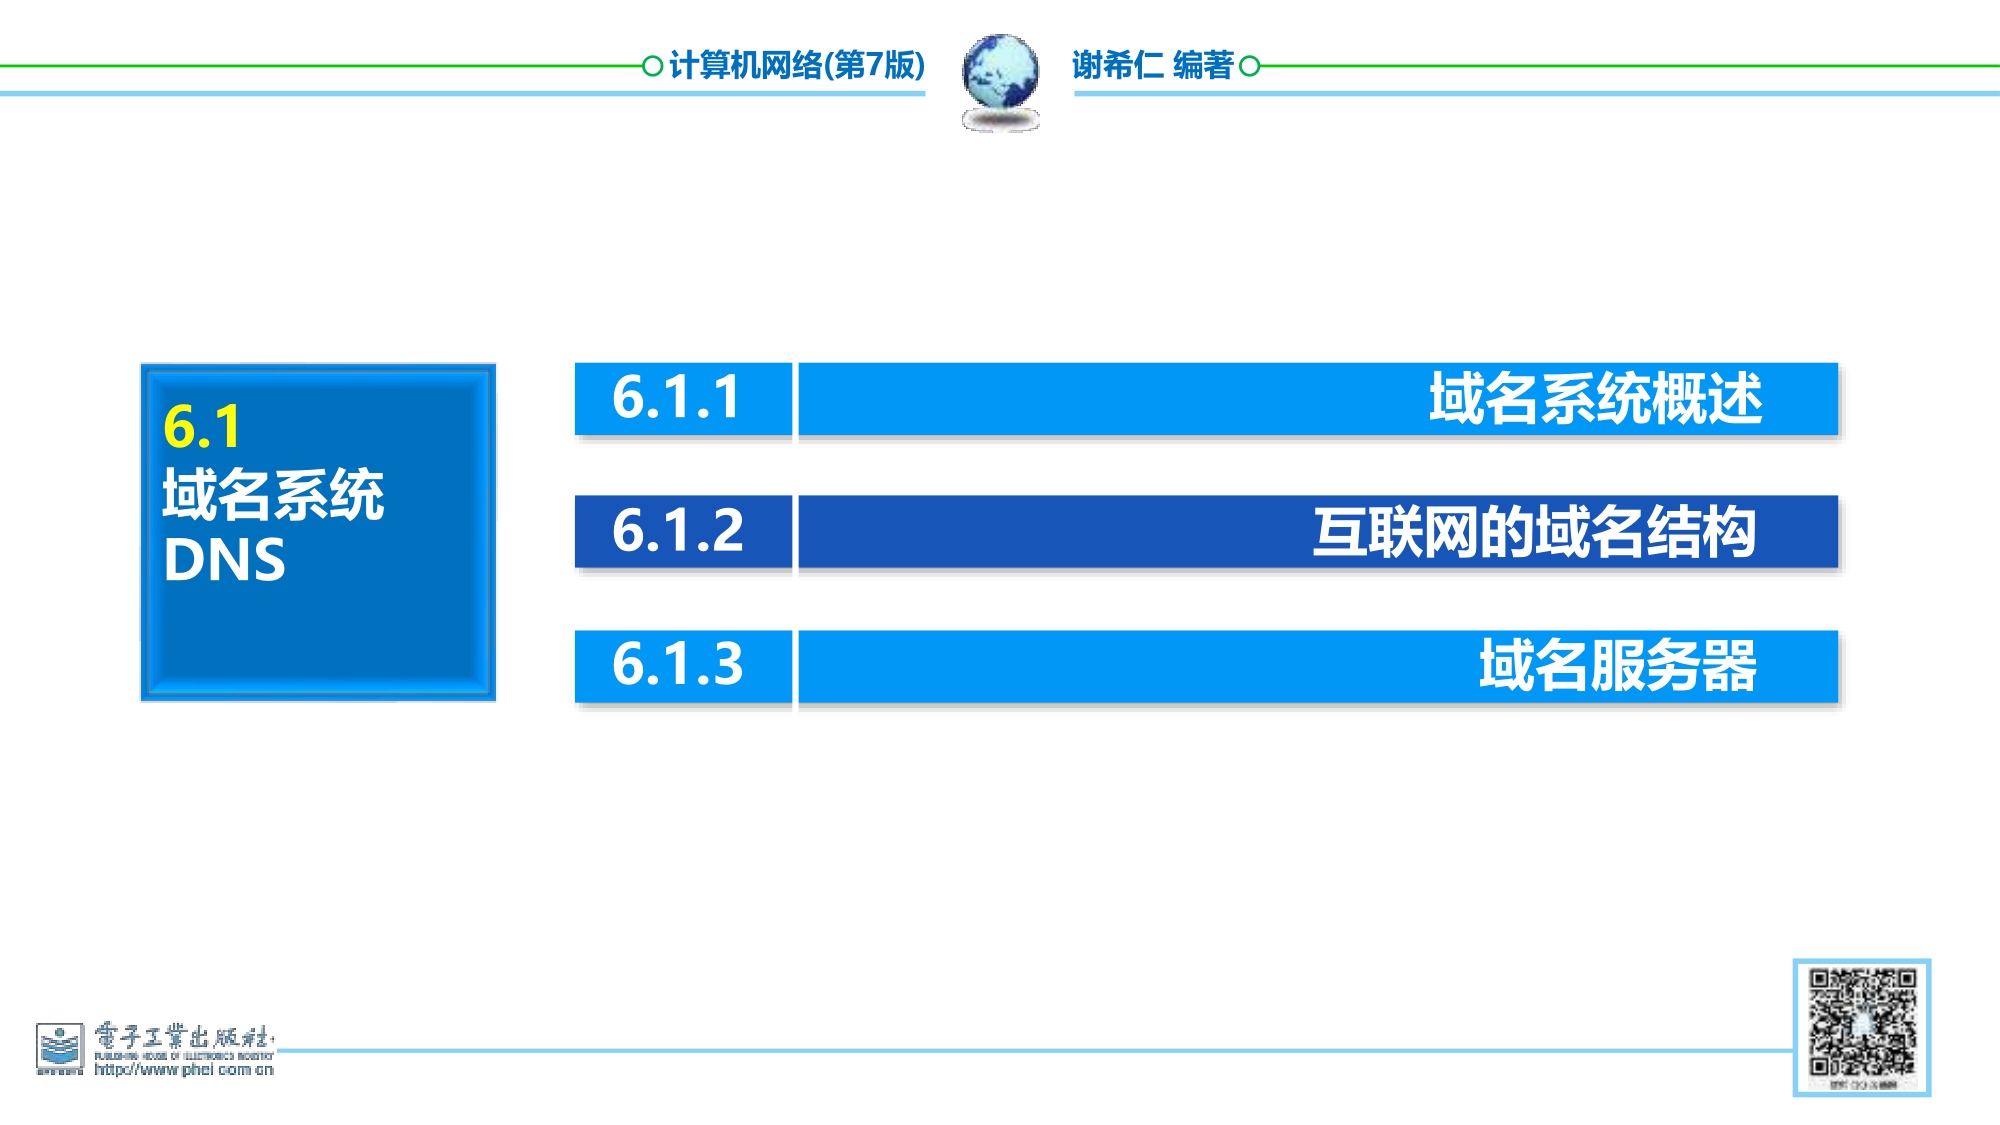 计算机网络(第7版)
谢希仁 编著
6.1
域名系统
DNS
6.1.1 域名系统概述
6.1.2 互联网的域名结构
6.1.3 域名服务器
電子工業出版社
PUBLISHING HOUSE OF ELECTRONICS INDUSTRY
http://www.phei.com.cn